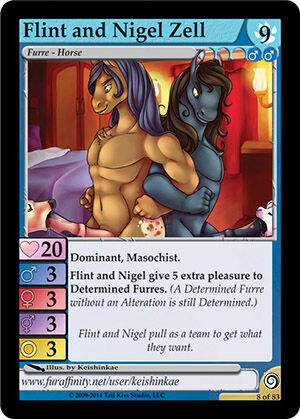 Flint and Nigel Zell
9
Furre - Horse
20
Dominant, Masochist.
3
Flint and Nigel give 5 extra pleasure to
Determined Furres. (A Determined Furre
3
without an Alteration is still Determined.)
3
Flint and Nigel pull as a team to get what
they want.
3
Illus. by Keishinkae
www.furaffinity.net/user/keishinkae
© 2009-2014 Tail Kiss Studio, LLC
8 of 83